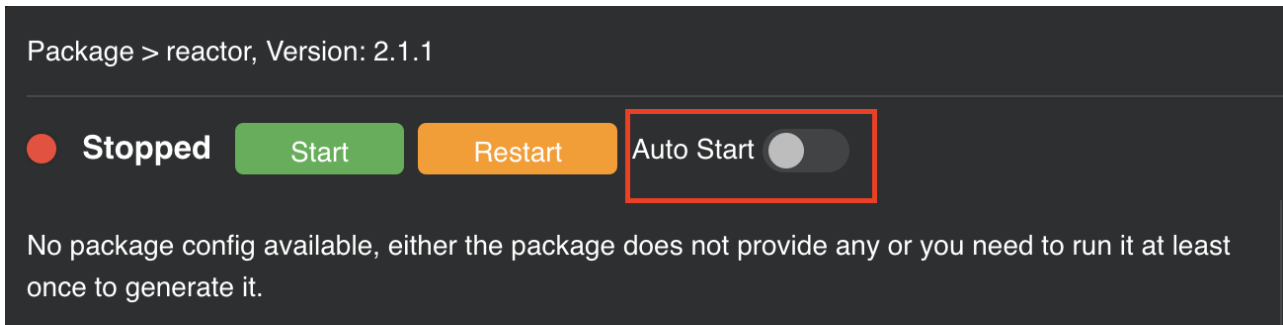 Package > reactor, Version: 2.1.1
Stopped Start Restart Auto Start
No package config available, either the package does not provide any or you need to run it at least
once to generate it.